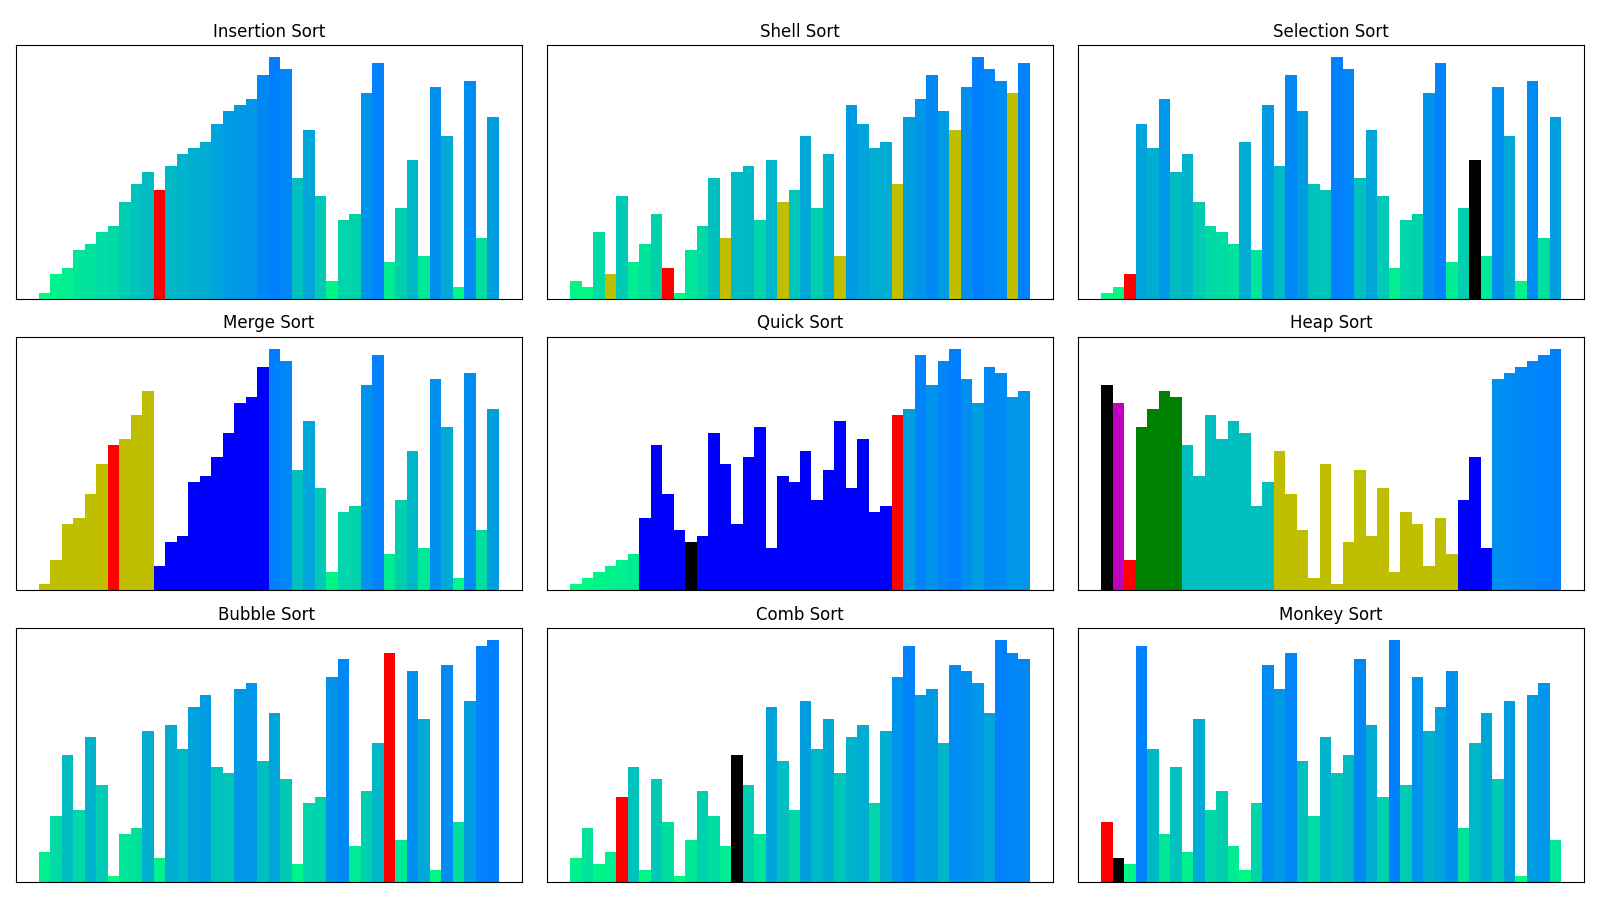 Insertion Sort
Shell Sort
Selection Sort
Merge Sort
Quick Sort
Heap Sort
Bubble Sort
Comb Sort
Monkey Sort